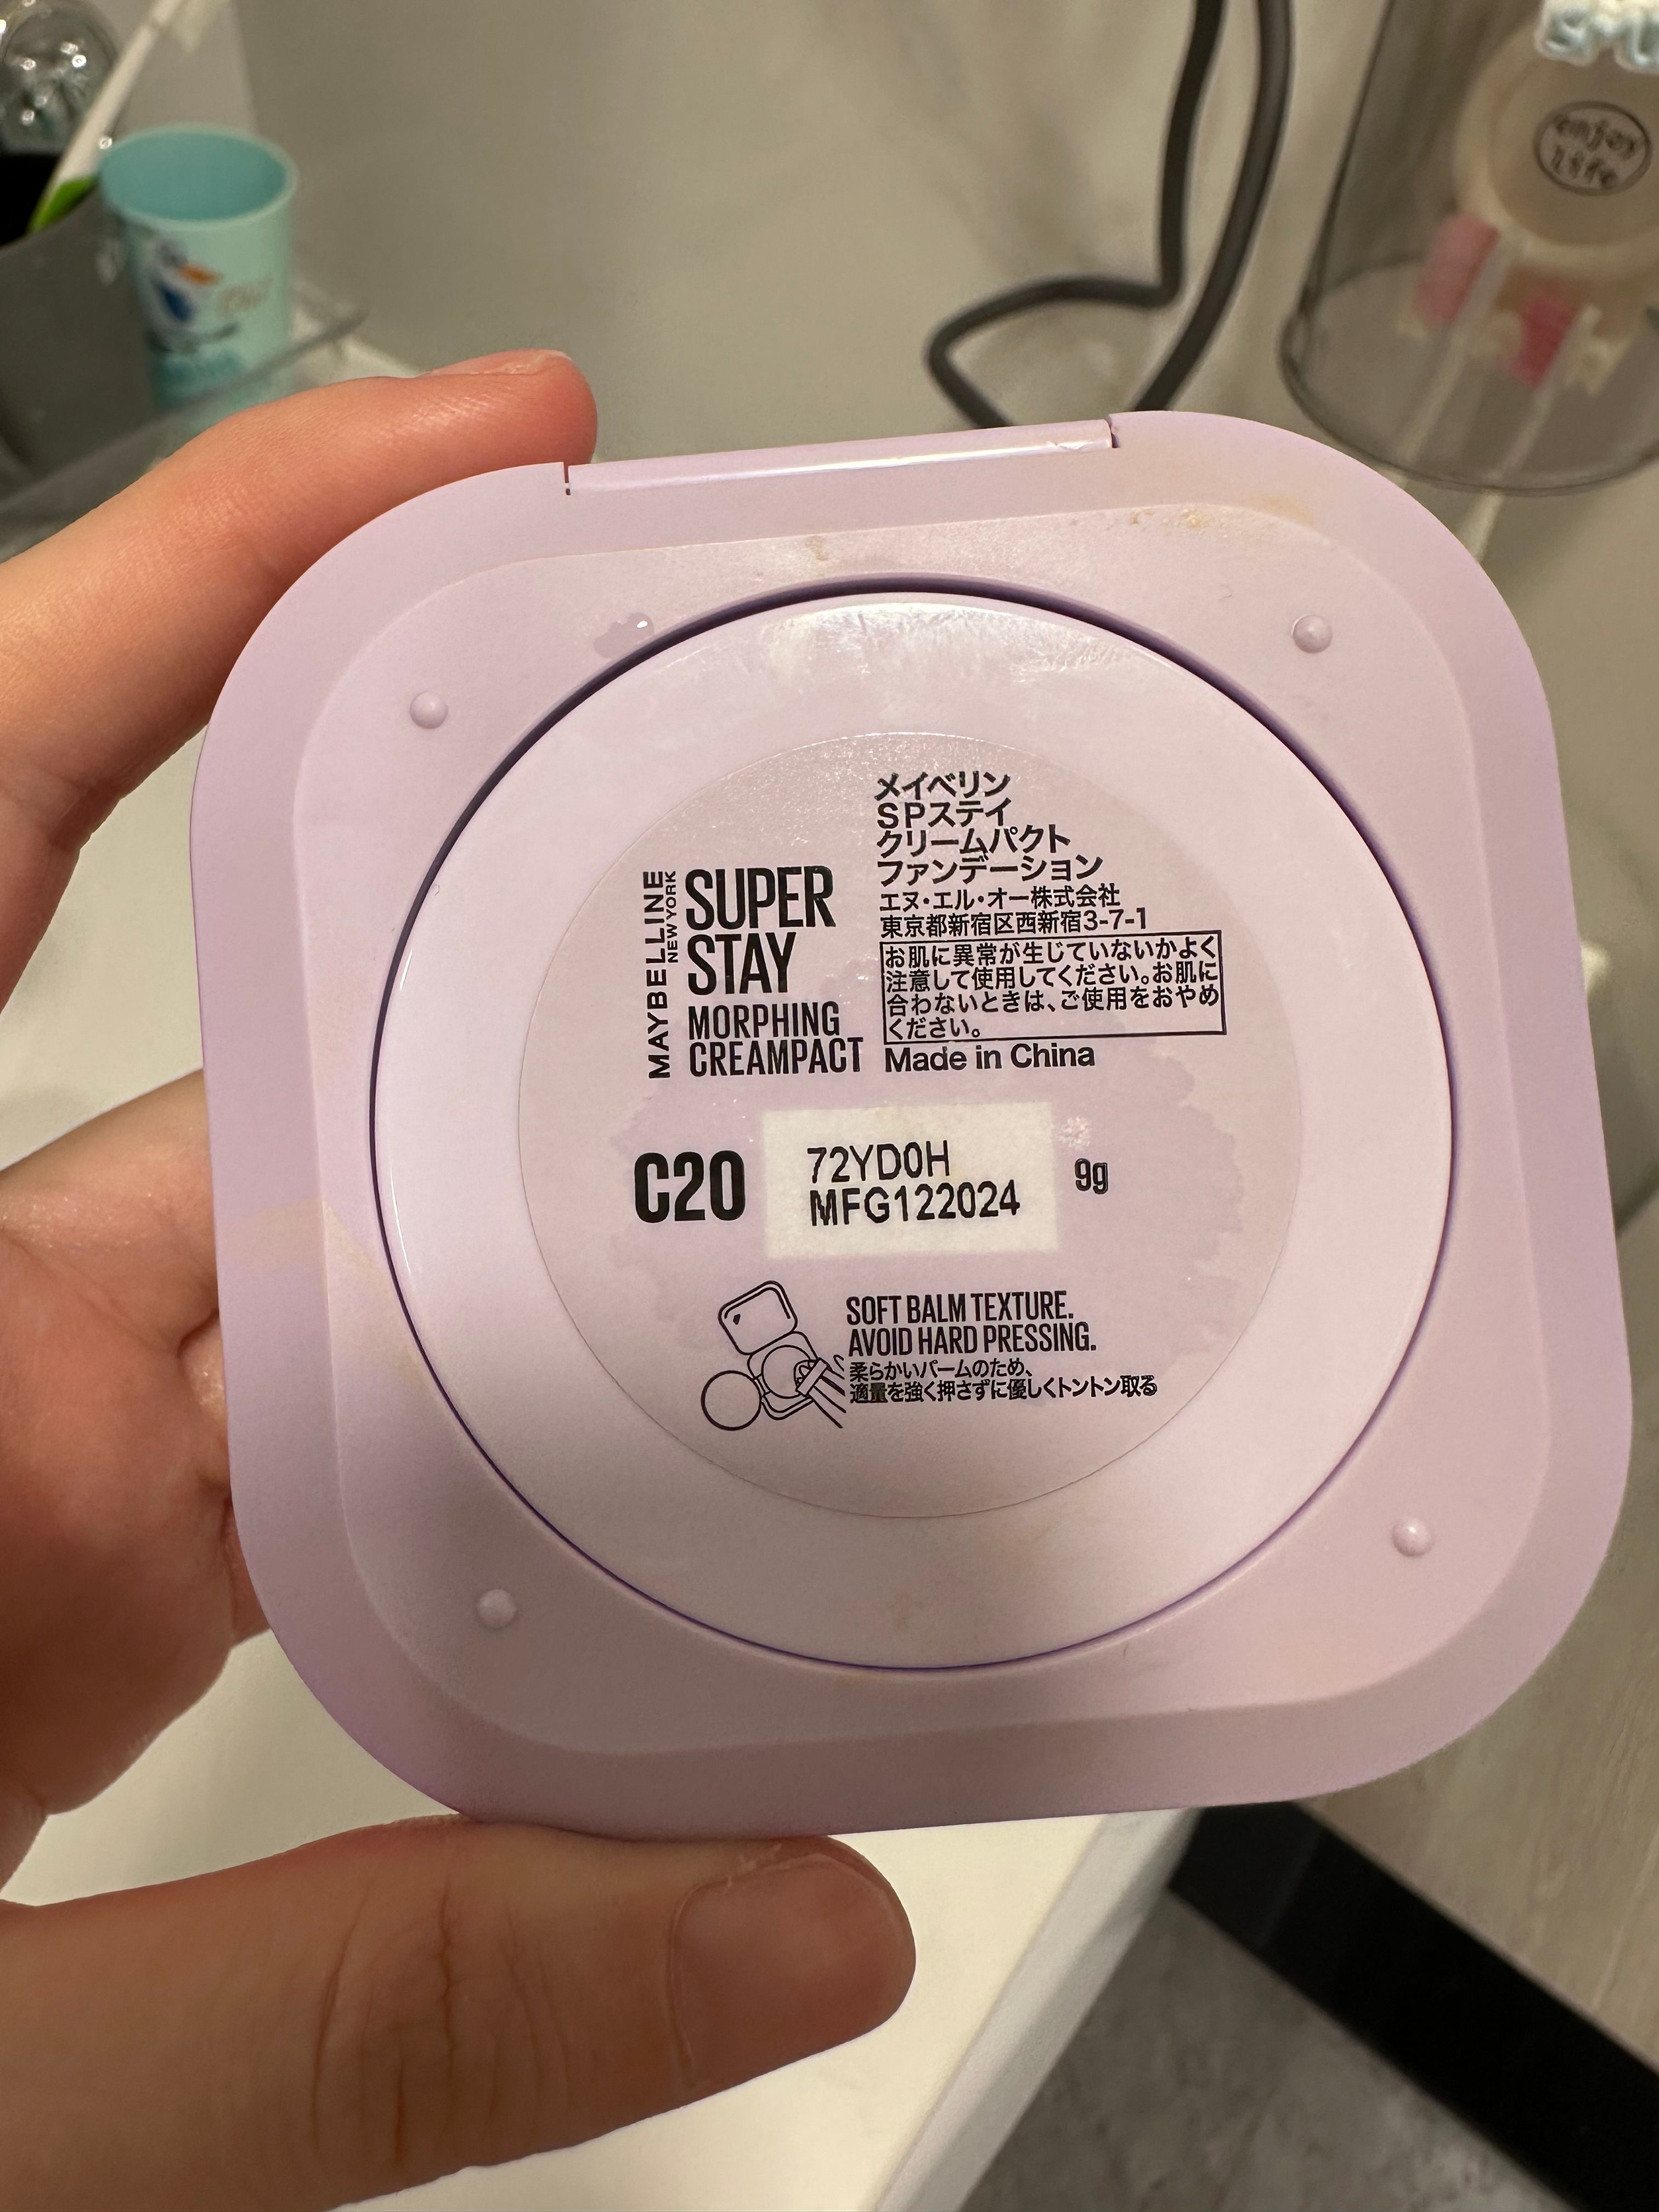 enjoy
life
MAYBELLINE
NEW YORK
SUPER
STAY
MORPHING
CREAMPACT
メイベリン
SPステイ
クリームパクト
ファンデーション
エヌ・エル・オー株式会社
東京都新宿区西新宿3-7-1
お肌に異常が生じていないかよく
注意して使用してください。お肌に
合わないときは、ご使用をおやめ
ください。
Made in China
C20
72YD0H
MFG122024
9g
SOFT BALM TEXTURE.
AVOID HARD PRESSING.
柔らかいバームのため、
適量を強く押さずに優しくトントン取る